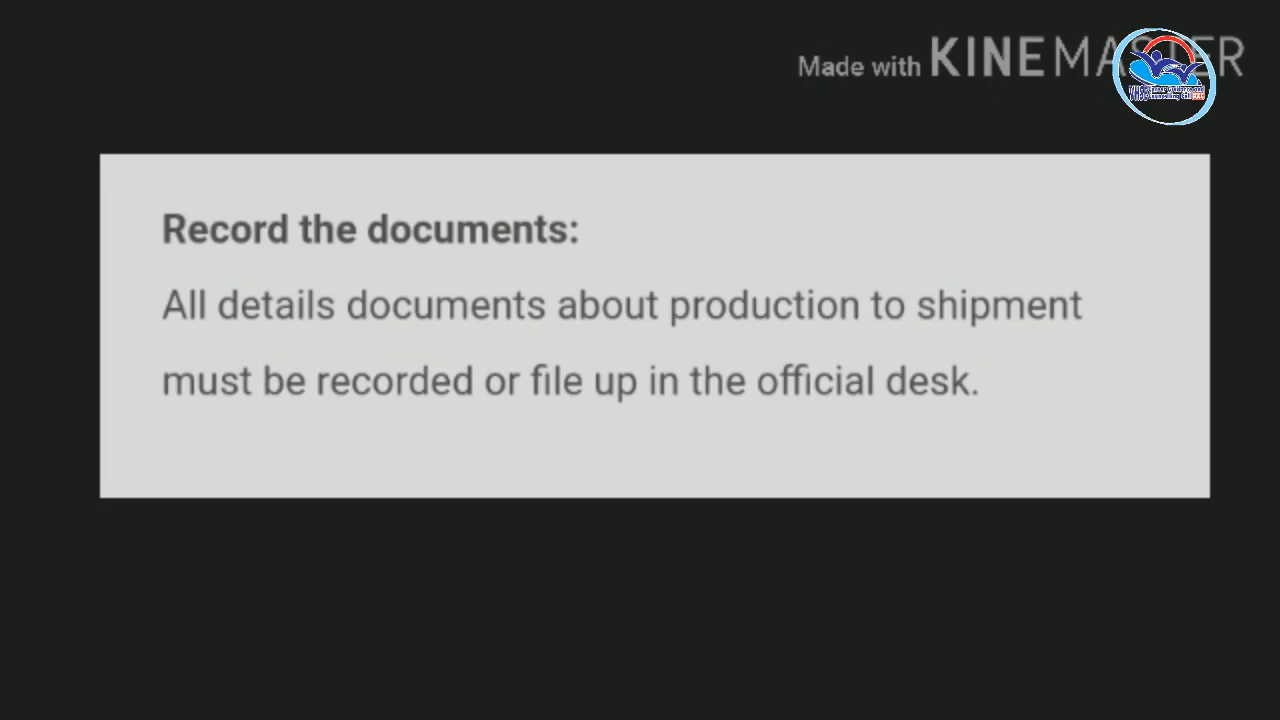 Made with KINEMASTER
Record the documents:
All details documents about production to shipment
must be recorded or file up in the official desk.